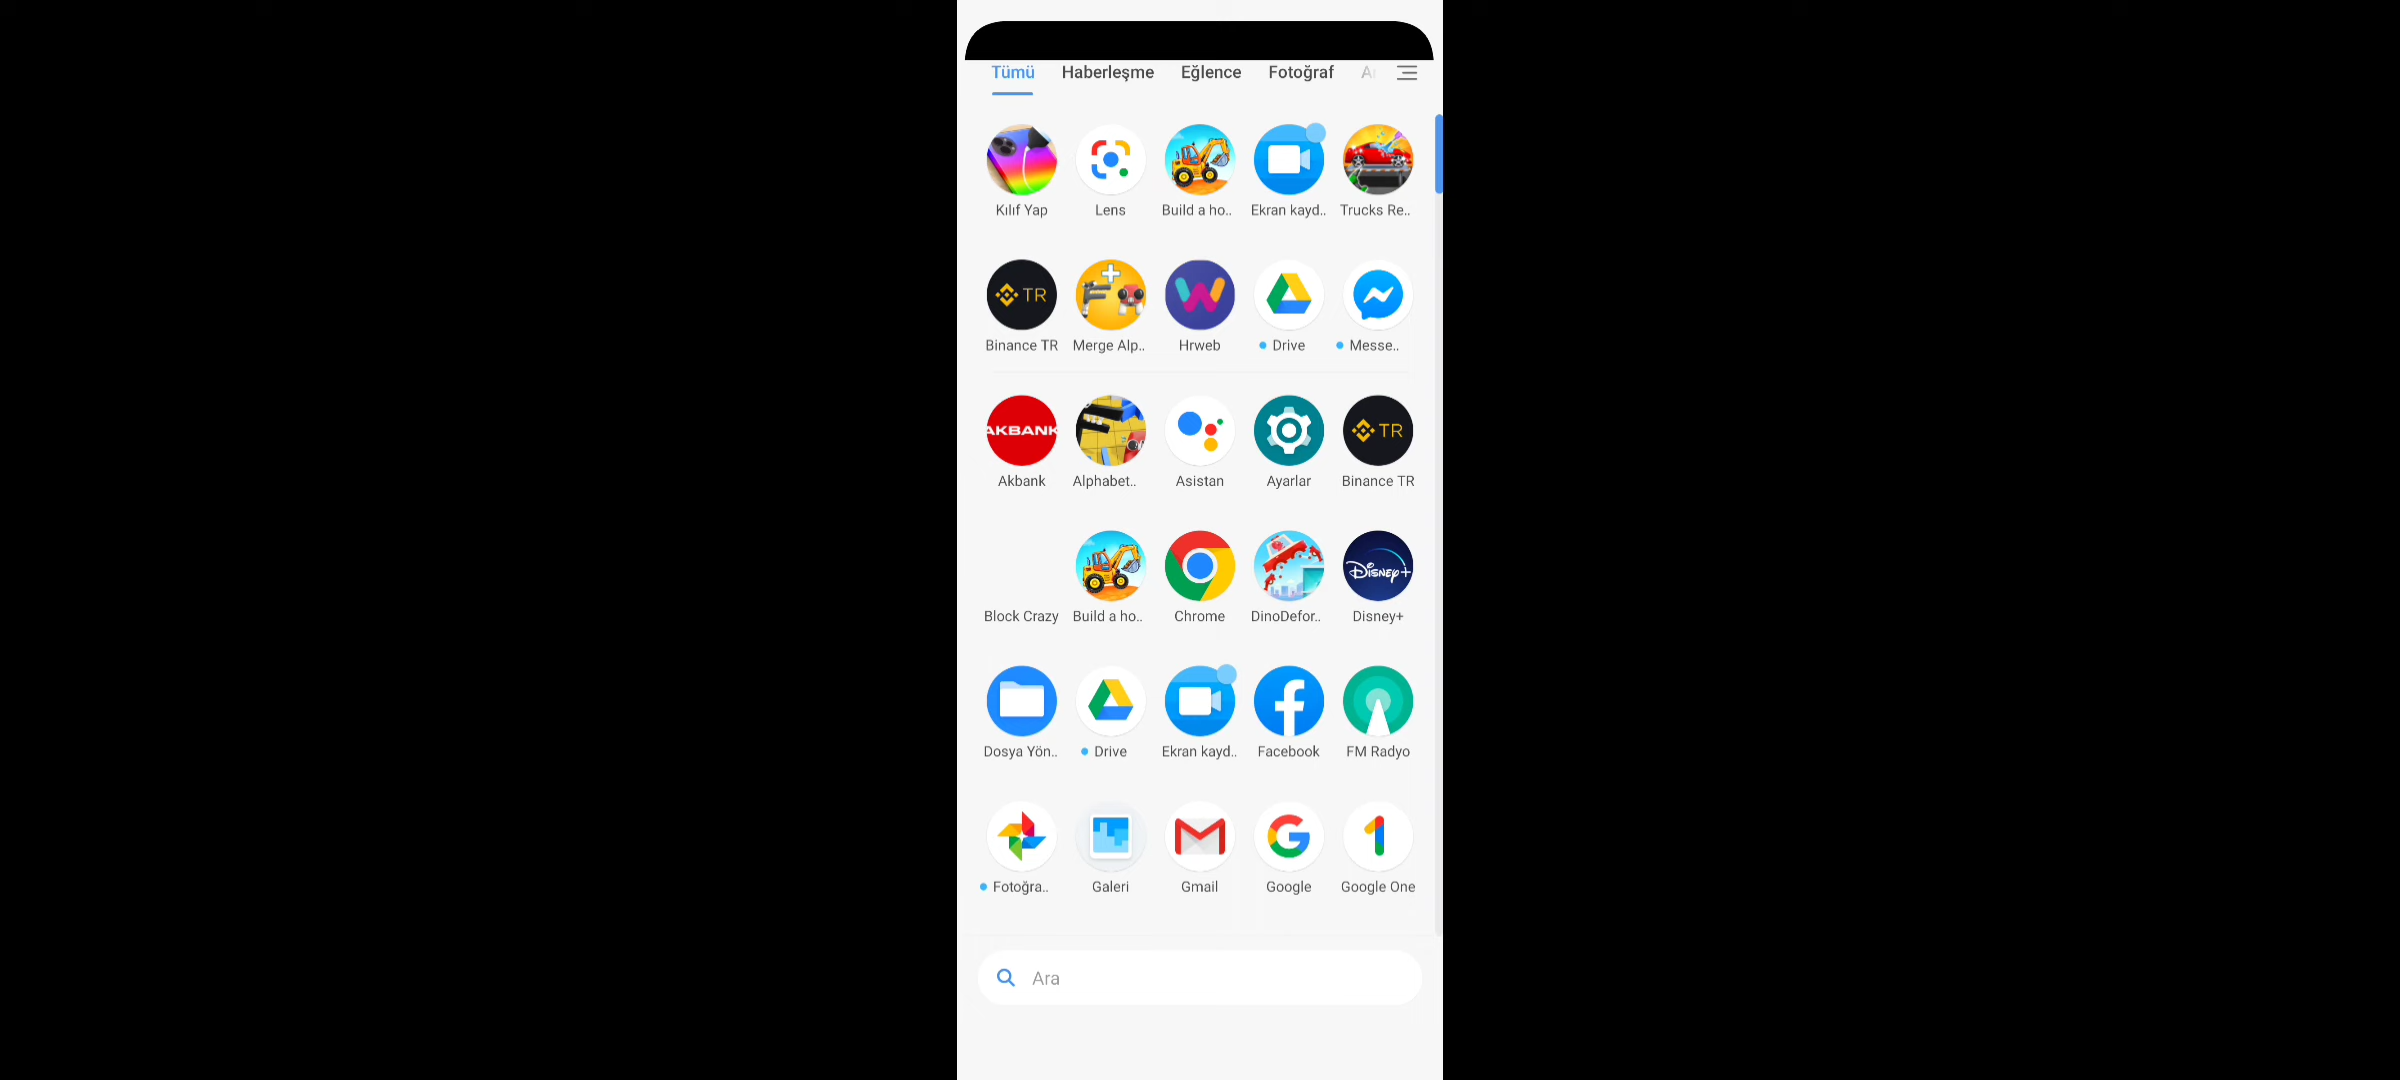 Tümü Haberleşme Eğlence Fotoğraf
Kılıf Yap Lens Build a ho.. Ekran kayd.. Trucks Re..
TR
Binance TR Merge Alp.. Hrweb Drive Messe..
AKBANK TR
Akbank Alphabet.. Asistan Ayarlar Binance TR
Disney+
Block Crazy Build a ho.. Chrome DinoDefor.. Disney+
Dosya Yön.. Drive Ekran kayd.. Facebook FM Radyo
Fotoğra.. Galeri Gmail Google Google One
Ara